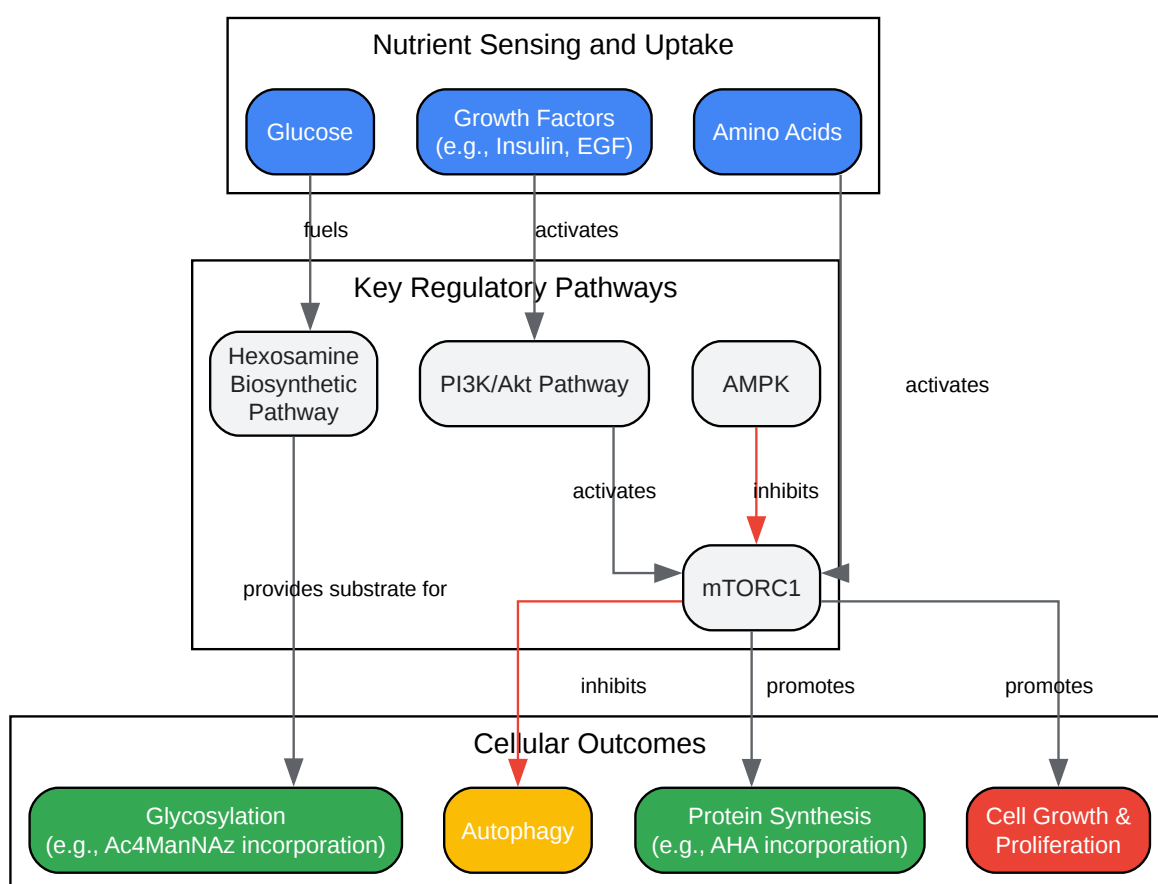 Nutrient Sensing and Uptake
Glucose
Growth Factors
(e.g., Insulin, EGF)
Amino Acids
fuels
activates
Key Regulatory Pathways
Hexosamine
Biosynthetic
Pathway
PI3K/Akt Pathway
AMPK
activates
activates
inhibits
mTORC1
provides substrate for
inhibits
promotes
promotes
Cellular Outcomes
Glycosylation
(e.g., Ac4ManNAz incorporation)
Autophagy
Protein Synthesis
(e.g., AHA incorporation)
Cell Growth &
Proliferation